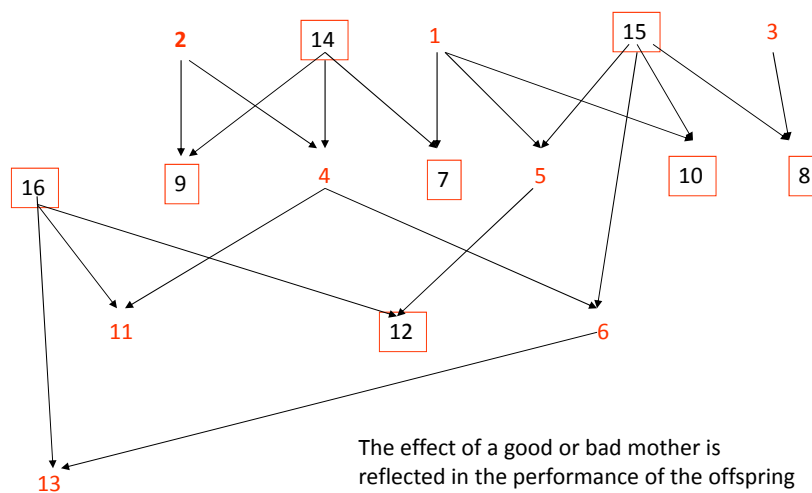 2 14 1 15 3
9 4 7 5 10 8
16
11 12 6
13
The effect of a good or bad mother is
reflected in the performance of the offspring